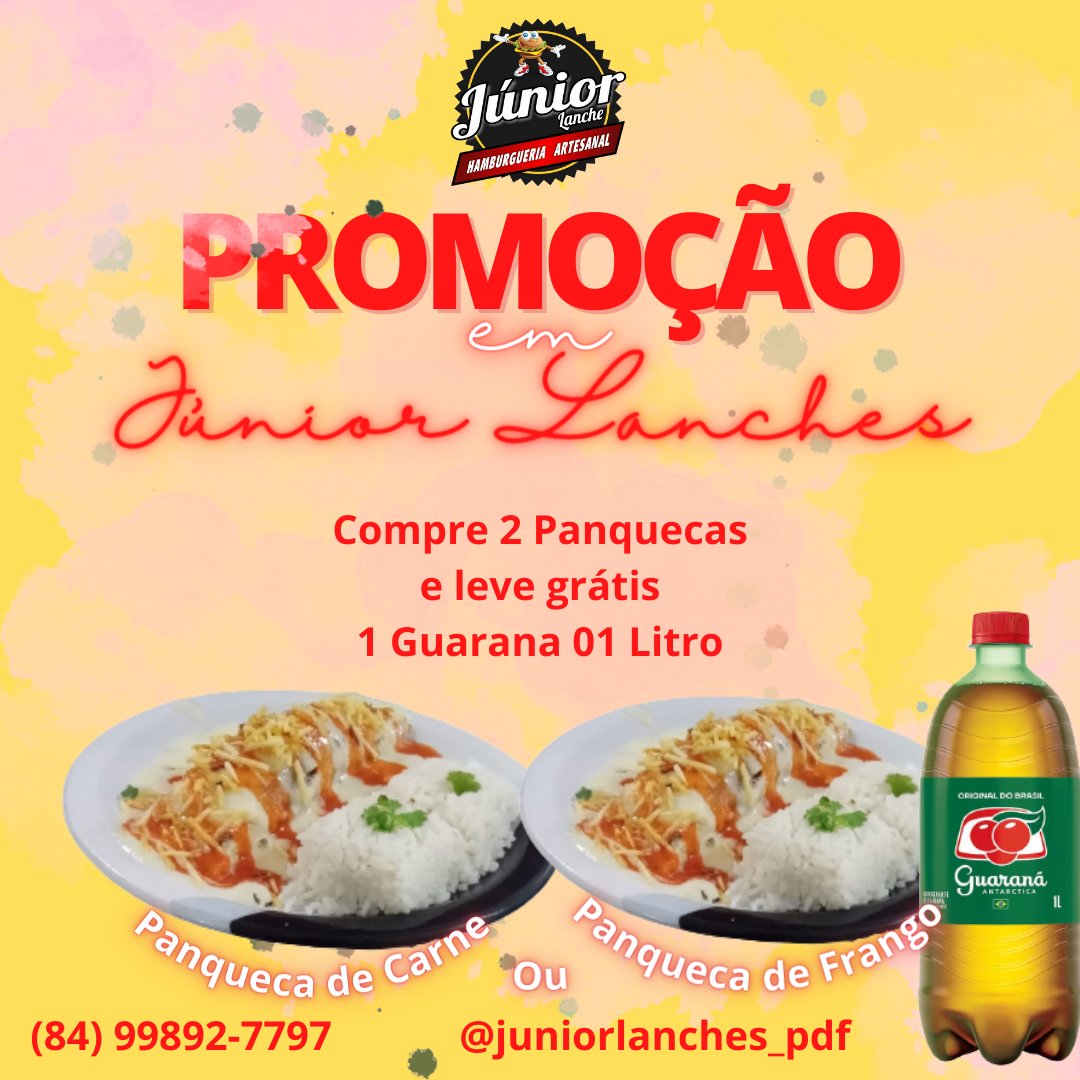 Júnior
Lanche
HAMBURGUERIA ARTESANAL
PROMOÇÃO
em
Júnior Lanches
Compre 2 Panquecas
e leve grátis
1 Guarana 01 Litro
ORIGINAL DO BRASIL
Guaraná
ANTARCTICA
1L
Panqueca de Carne
Ou
Panqueca de Frango
(84) 99892-7797
@juniorlanches_pdf